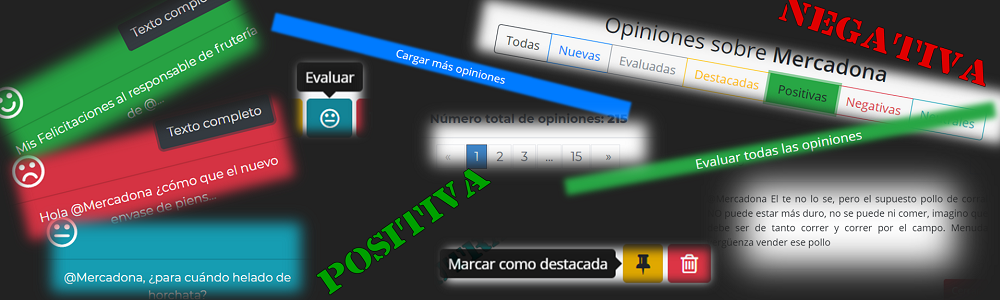 Texto completo
Mis Felicitaciones al responsable de frutería
de @...
Texto completo
Hola @Mercadona ¿cómo que el nuevo
envase de piens...
@Mercadona, ¿para cuándo helado de
horchata?
Evaluar
Cargar más opiniones
Número total de opiniones: 215
« 1 2 3 ... 15 »
POSITIVA
Marcar como destacada
Opiniones sobre Mercadona
Todas Nuevas Evaluadas Destacadas Positivas Negativas
NEGATIVA
Evaluar todas las opiniones
Mercadona El te no lo se, pero el supuesto pollo de
puede estar más duro, no se puede ni comer, imagino
ser de tanto correr y correr por el campo.
vender ese pollo